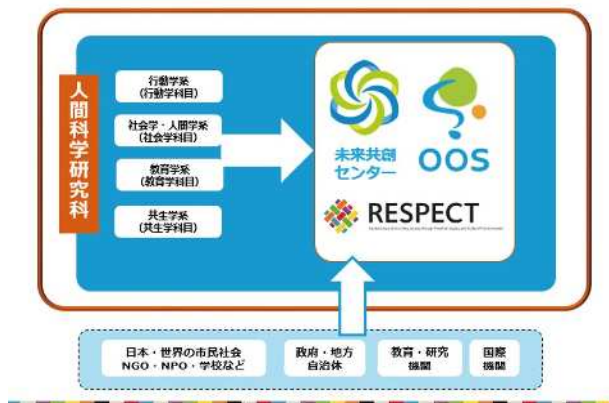 人間科学研究科
行動学系
(行動学科目)
社会学・人間学系
(社会学科目)
教育学系
(教育学科目)
共生学系
(共生学科目)
未来共創
センター
OOS
RESPECT
日本・世界の市民社会
NGO・NPO・学校など
政府・地方
自治体
教育・研究
機関
国際
機関